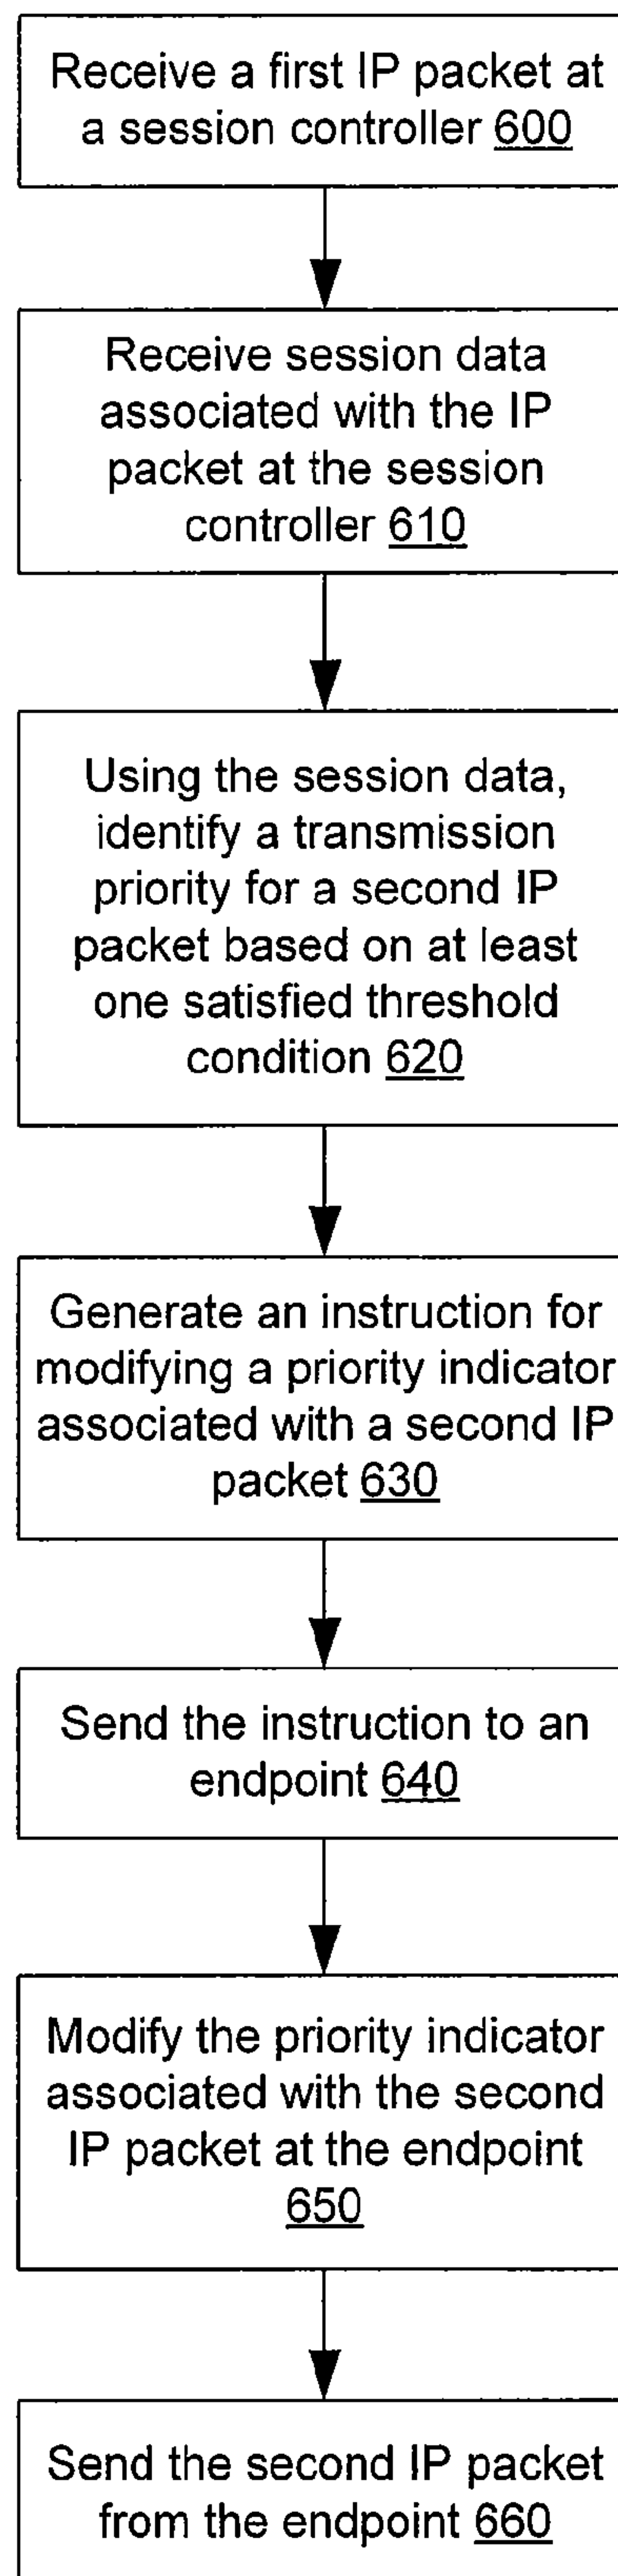 Receive a first IP packet at
a session controller 600
Receive session data
associated with the IP
packet at the session
controller 610
Using the session data,
identify a transmission
priority for a second IP
packet based on at least
one satisfied threshold
condition 620
Generate an instruction for
modifying a priority indicator
associated with a second IP
packet 630
Send the instruction to an
endpoint 640
Modify the priority indicator
associated with the second
IP packet at the endpoint
650
Send the second IP packet
from the endpoint 660